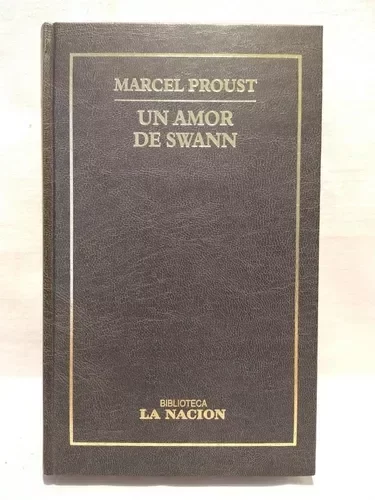 MARCEL PROUST
UN AMOR
DE SWANN
BIBLIOTECA
LA NACION